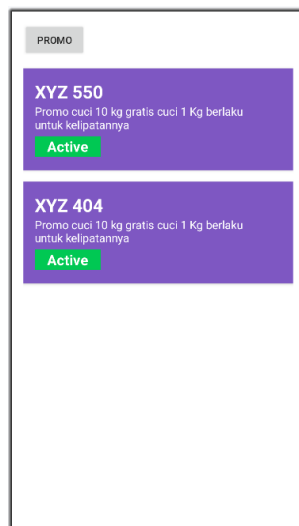 PROMO
XYZ 550
Promo cuci 10 kg gratis cuci 1 Kg berlaku
untuk kelipatannya
Active
XYZ 404
Promo cuci 10 kg gratis cuci 1 Kg berlaku
untuk kelipatannya
Active